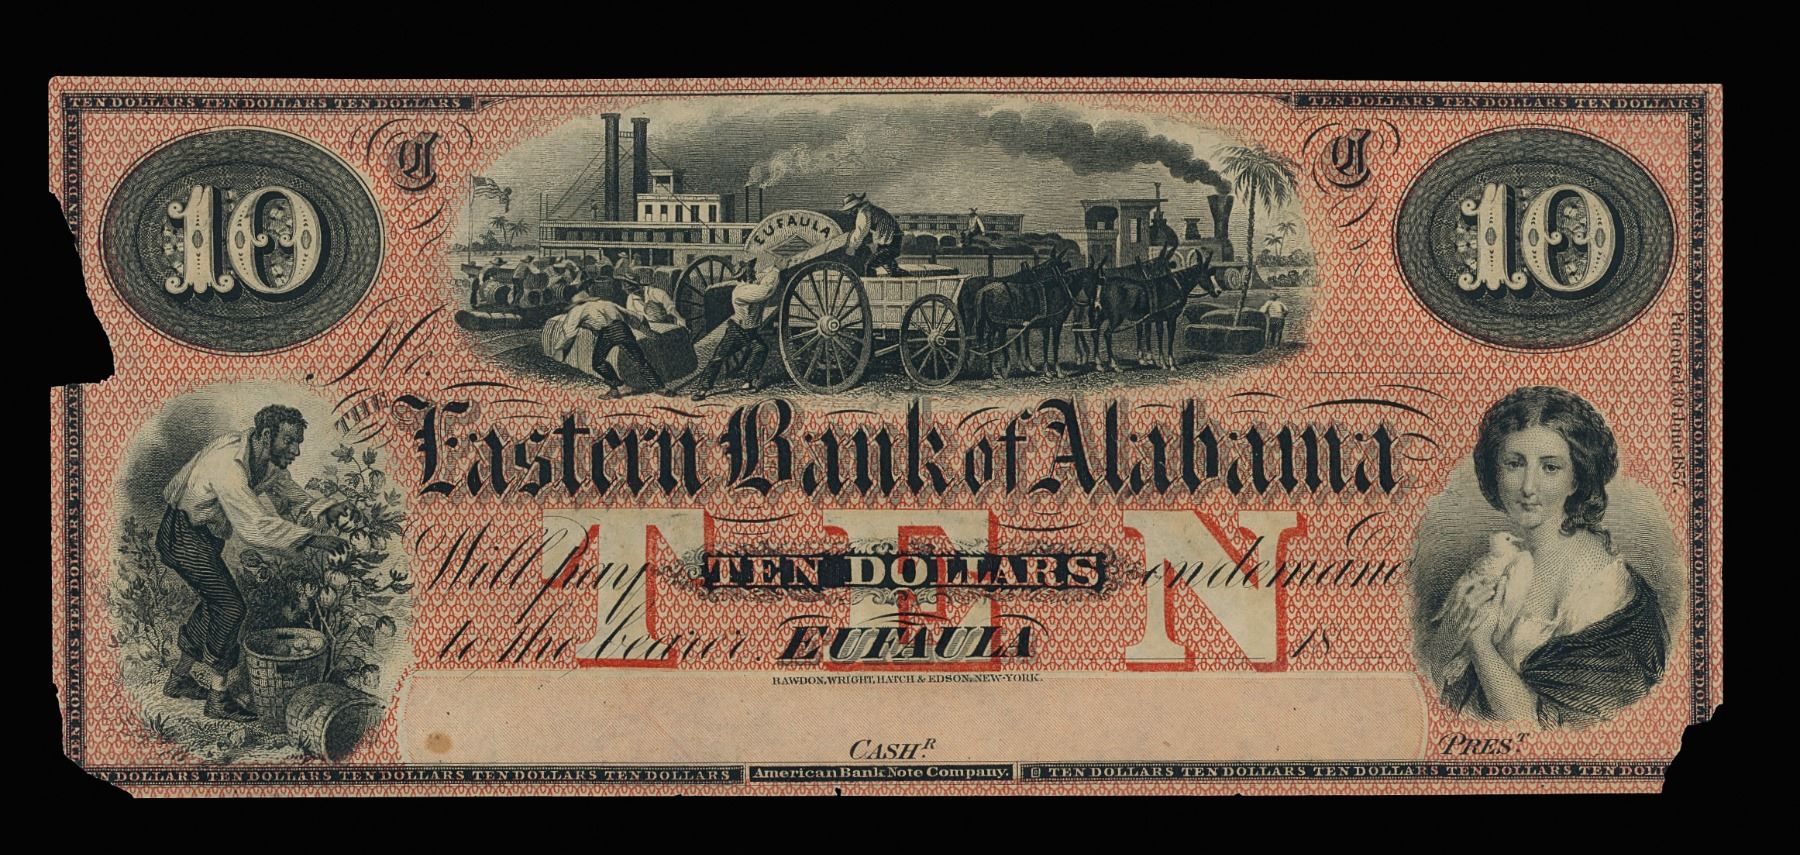 TEN DOLLARS TEN DOLLARS TEN DOLLARS
TEN DOLLARS TEN DOLLARS TEN DOLLARS
10
C
C
10
EUFAULA
No.
THE
Eastern Bank of Alabama
Patented 30 June 1857.
TEN
Will pay TEN DOLLARS on demand
to the bearer. EUFAULA 18
RAWDON, WRIGHT, HATCH & EDSON, NEW-YORK.
CASHR.
PREST.
N DOLLARS TEN DOLLARS TEN DOLLARS TEN DOLLARS TEN DOLLARS
American Bank Note Company.
TEN DOLLARS TEN DOLLARS TEN DOLLARS TEN DOLLARS TEN DOL